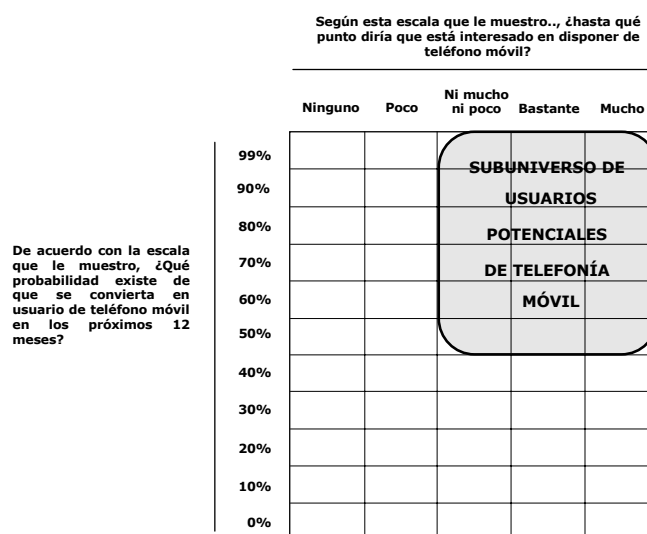 Según esta escala que le muestro.., ¿hasta qué
punto diría que está interesado en disponer de
teléfono móvil?
Ninguno Poco Ni mucho ni poco Bastante Mucho
De acuerdo con la escala
que le muestro, ¿Qué
probabilidad existe de
que se convierta en
usuario de teléfono móvil
en los próximos 12
meses?
99%
90%
80%
70%
60%
50%
40%
30%
20%
10%
0%
SUBUNIVERSO DE
USUARIOS
POTENCIALES
DE TELEFONÍA
MÓVIL